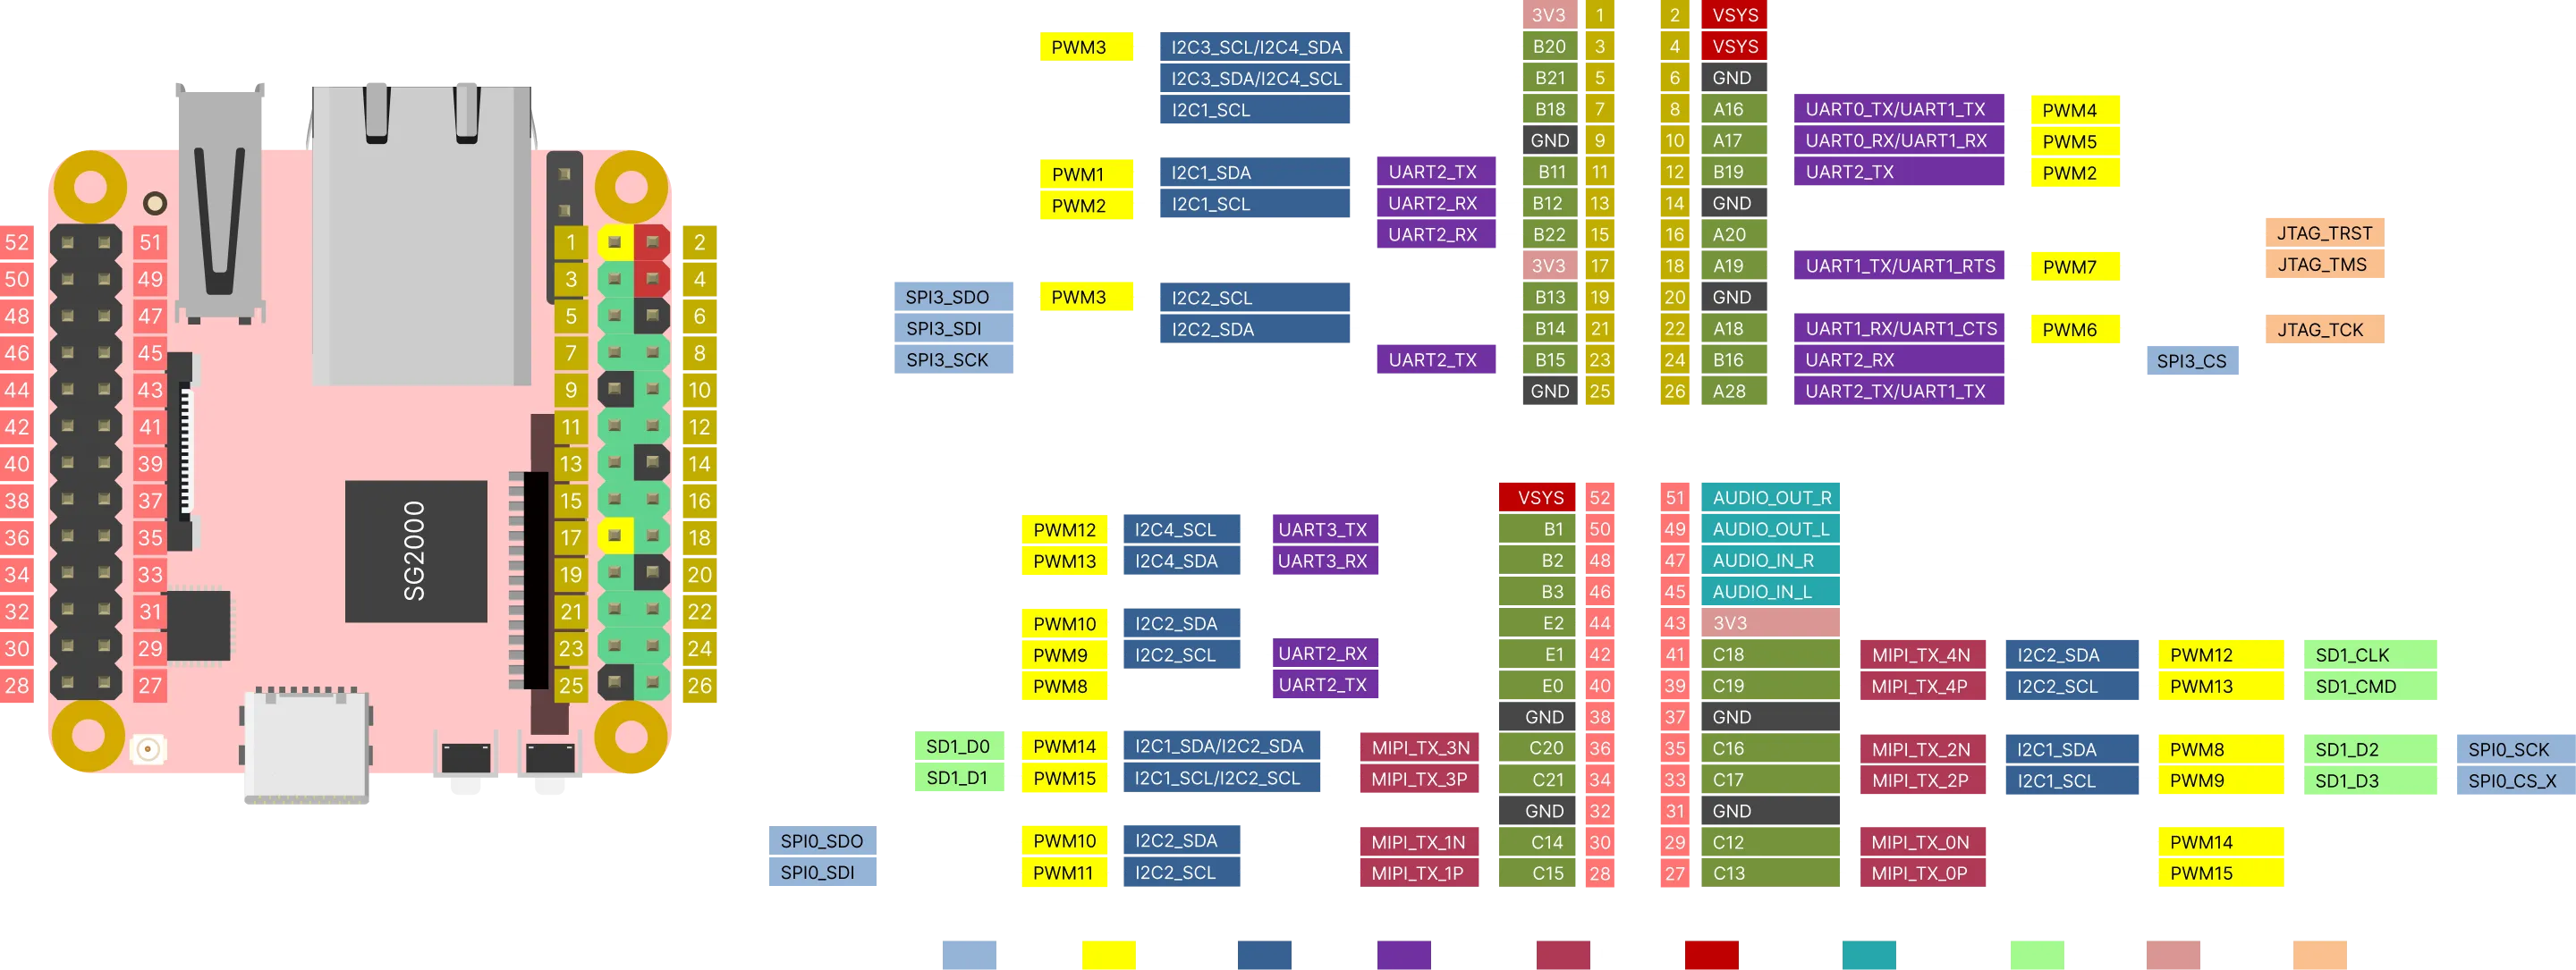 3V3 1 2 VSYS
PWM3 I2C3_SCL/I2C4_SDA B20 3 4 VSYS
I2C3_SDA/I2C4_SCL B21 5 6 GND
I2C1_SCL B18 7 8 A16 UART0_TX/UART1_TX PWM4
GND 9 10 A17 UART0_RX/UART1_RX PWM5
PWM1 I2C1_SDA UART2_TX B11 11 12 B19 UART2_TX PWM2
PWM2 I2C1_SCL UART2_RX B12 13 14 GND
UART2_RX B22 15 16 A20 JTAG_TRST
3V3 17 18 A19 UART1_TX/UART1_RTS PWM7 JTAG_TMS
SPI3_SDO PWM3 I2C2_SCL B13 19 20 GND
SPI3_SDI I2C2_SDA B14 21 22 A18 UART1_RX/UART1_CTS PWM6 JTAG_TCK
SPI3_SCK UART2_TX B15 23 24 B16 UART2_RX SPI3_CS
GND 25 26 A28 UART2_TX/UART1_TX
52 51 1 2
50 49 3 4
48 47 5 6
46 45 7 8
44 43 9 10
42 41 11 12
40 39 13 14
38 37 15 16
36 35 17 18
34 33 19 20
32 31 21 22
30 29 23 24
28 27 25 26
SG2000
VSYS 52 51 AUDIO_OUT_R
PWM12 I2C4_SCL UART3_TX B1 50 49 AUDIO_OUT_L
PWM13 I2C4_SDA UART3_RX B2 48 47 AUDIO_IN_R
B3 46 45 AUDIO_IN_L
PWM10 I2C2_SDA E2 44 43 3V3
PWM9 I2C2_SCL UART2_RX E1 42 41 C18 MIPI_TX_4N I2C2_SDA PWM12 SD1_CLK
PWM8 UART2_TX E0 40 39 C19 MIPI_TX_4P I2C2_SCL PWM13 SD1_CMD
GND 38 37 GND
SD1_D0 PWM14 I2C1_SDA/I2C2_SDA MIPI_TX_3N C20 36 35 C16 MIPI_TX_2N I2C1_SDA PWM8 SD1_D2 SPI0_SCK
SD1_D1 PWM15 I2C1_SCL/I2C2_SCL MIPI_TX_3P C21 34 33 C17 MIPI_TX_2P I2C1_SCL PWM9 SD1_D3 SPI0_CS_X
GND 32 31 GND
SPI0_SDO PWM10 I2C2_SDA MIPI_TX_1N C14 30 29 C12 MIPI_TX_0N PWM14
SPI0_SDI PWM11 I2C2_SCL MIPI_TX_1P C15 28 27 C13 MIPI_TX_0P PWM15